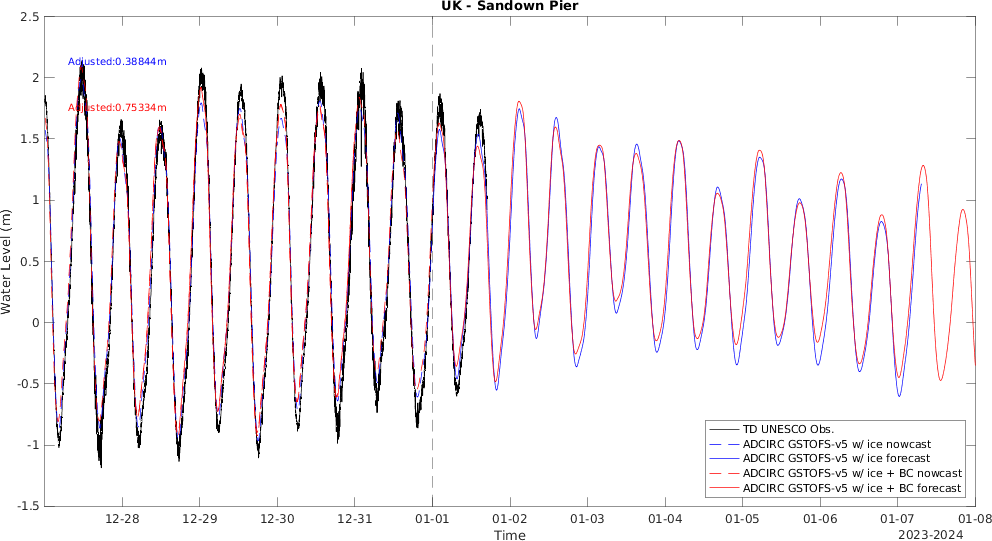 UK - Sandown Pier
2.5
2
1.5
1
0.5
0
-0.5
-1
-1.5
Water Level (m)
Adjusted:0.38844m
Adjusted:0.75334m
TD UNESCO Obs.
ADCIRC GSTOFS-v5 w/ ice nowcast
ADCIRC GSTOFS-v5 w/ ice forecast
ADCIRC GSTOFS-v5 w/ ice + BC nowcast
ADCIRC GSTOFS-v5 w/ ice + BC forecast
12-28 12-29 12-30 12-31 01-01 01-02 01-03 01-04 01-05 01-06 01-07 01-08
Time
2023-2024